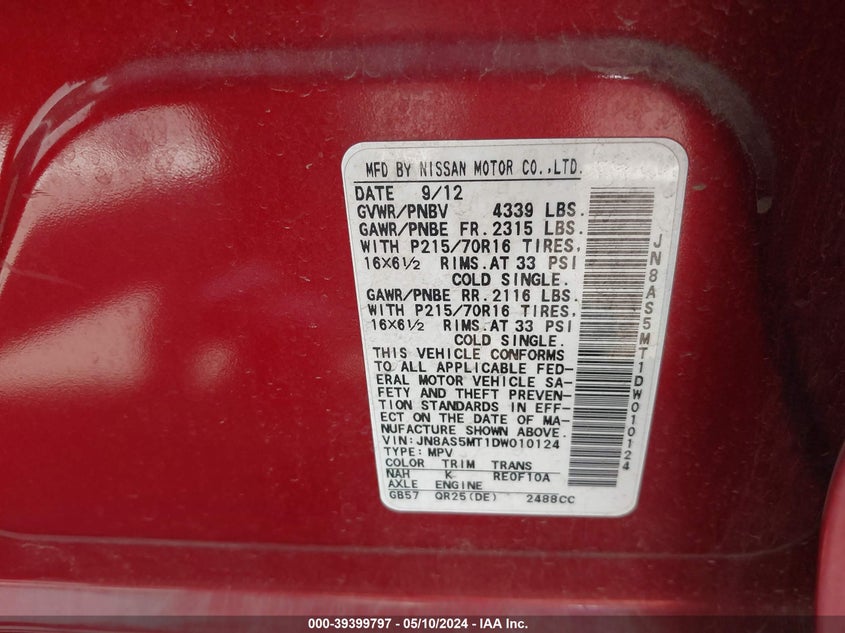 MFD BY NISSAN MOTOR CO.,LTD.
DATE 9/12
GVWR/PNBV 4339 LBS.
GAWR/PNBE FR. 2315 LBS.
WITH P215/70R16 TIRES,
16×6½ RIMS.AT 33 PSI
COLD SINGLE.
GAWR/PNBE RR. 2116 LBS.
WITH P215/70R16 TIRES,
16×6½ RIMS.AT 33 PSI
COLD SINGLE.
THIS VEHICLE CONFORMS
TO ALL APPLICABLE FED-
ERAL MOTOR VEHICLE SA-
FETY AND THEFT PREVEN-
TION STANDARDS IN EFF-
ECT ON THE DATE OF MA-
NUFACTURE SHOWN ABOVE.
VIN:JN8AS5MT1DW010124
TYPE:MPV
COLOR TRIM TRANS
NAH K RE0F10A
AXLE ENGINE
GB57 QR25(DE) 2488CC
JN8AS5MT1DW010124
000-39399797 - 05/10/2024 - IAA Inc.